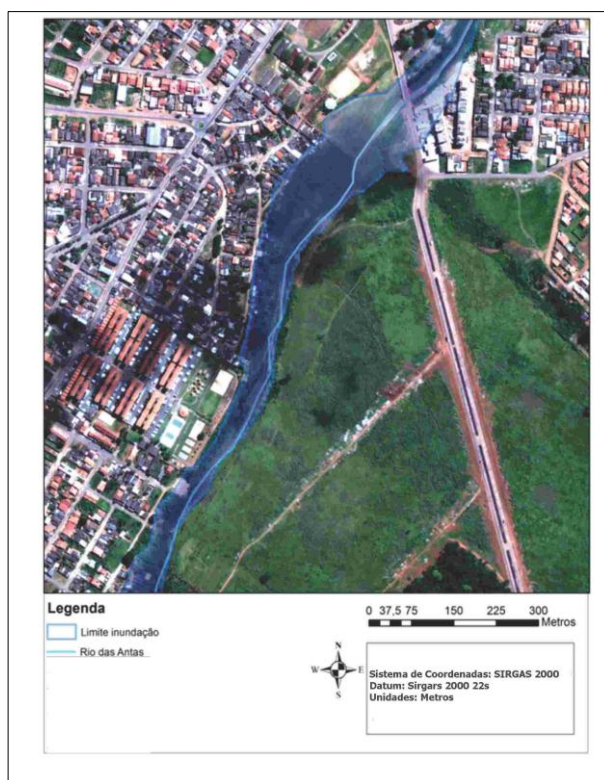 Legenda
Limite inundação
Rio das Antas
0 37,5 75 150 225 300
Metros
N
W E
S
Sistema de Coordenadas: SIRGAS 2000
Datum: Sirgars 2000 22s
Unidades: Metros